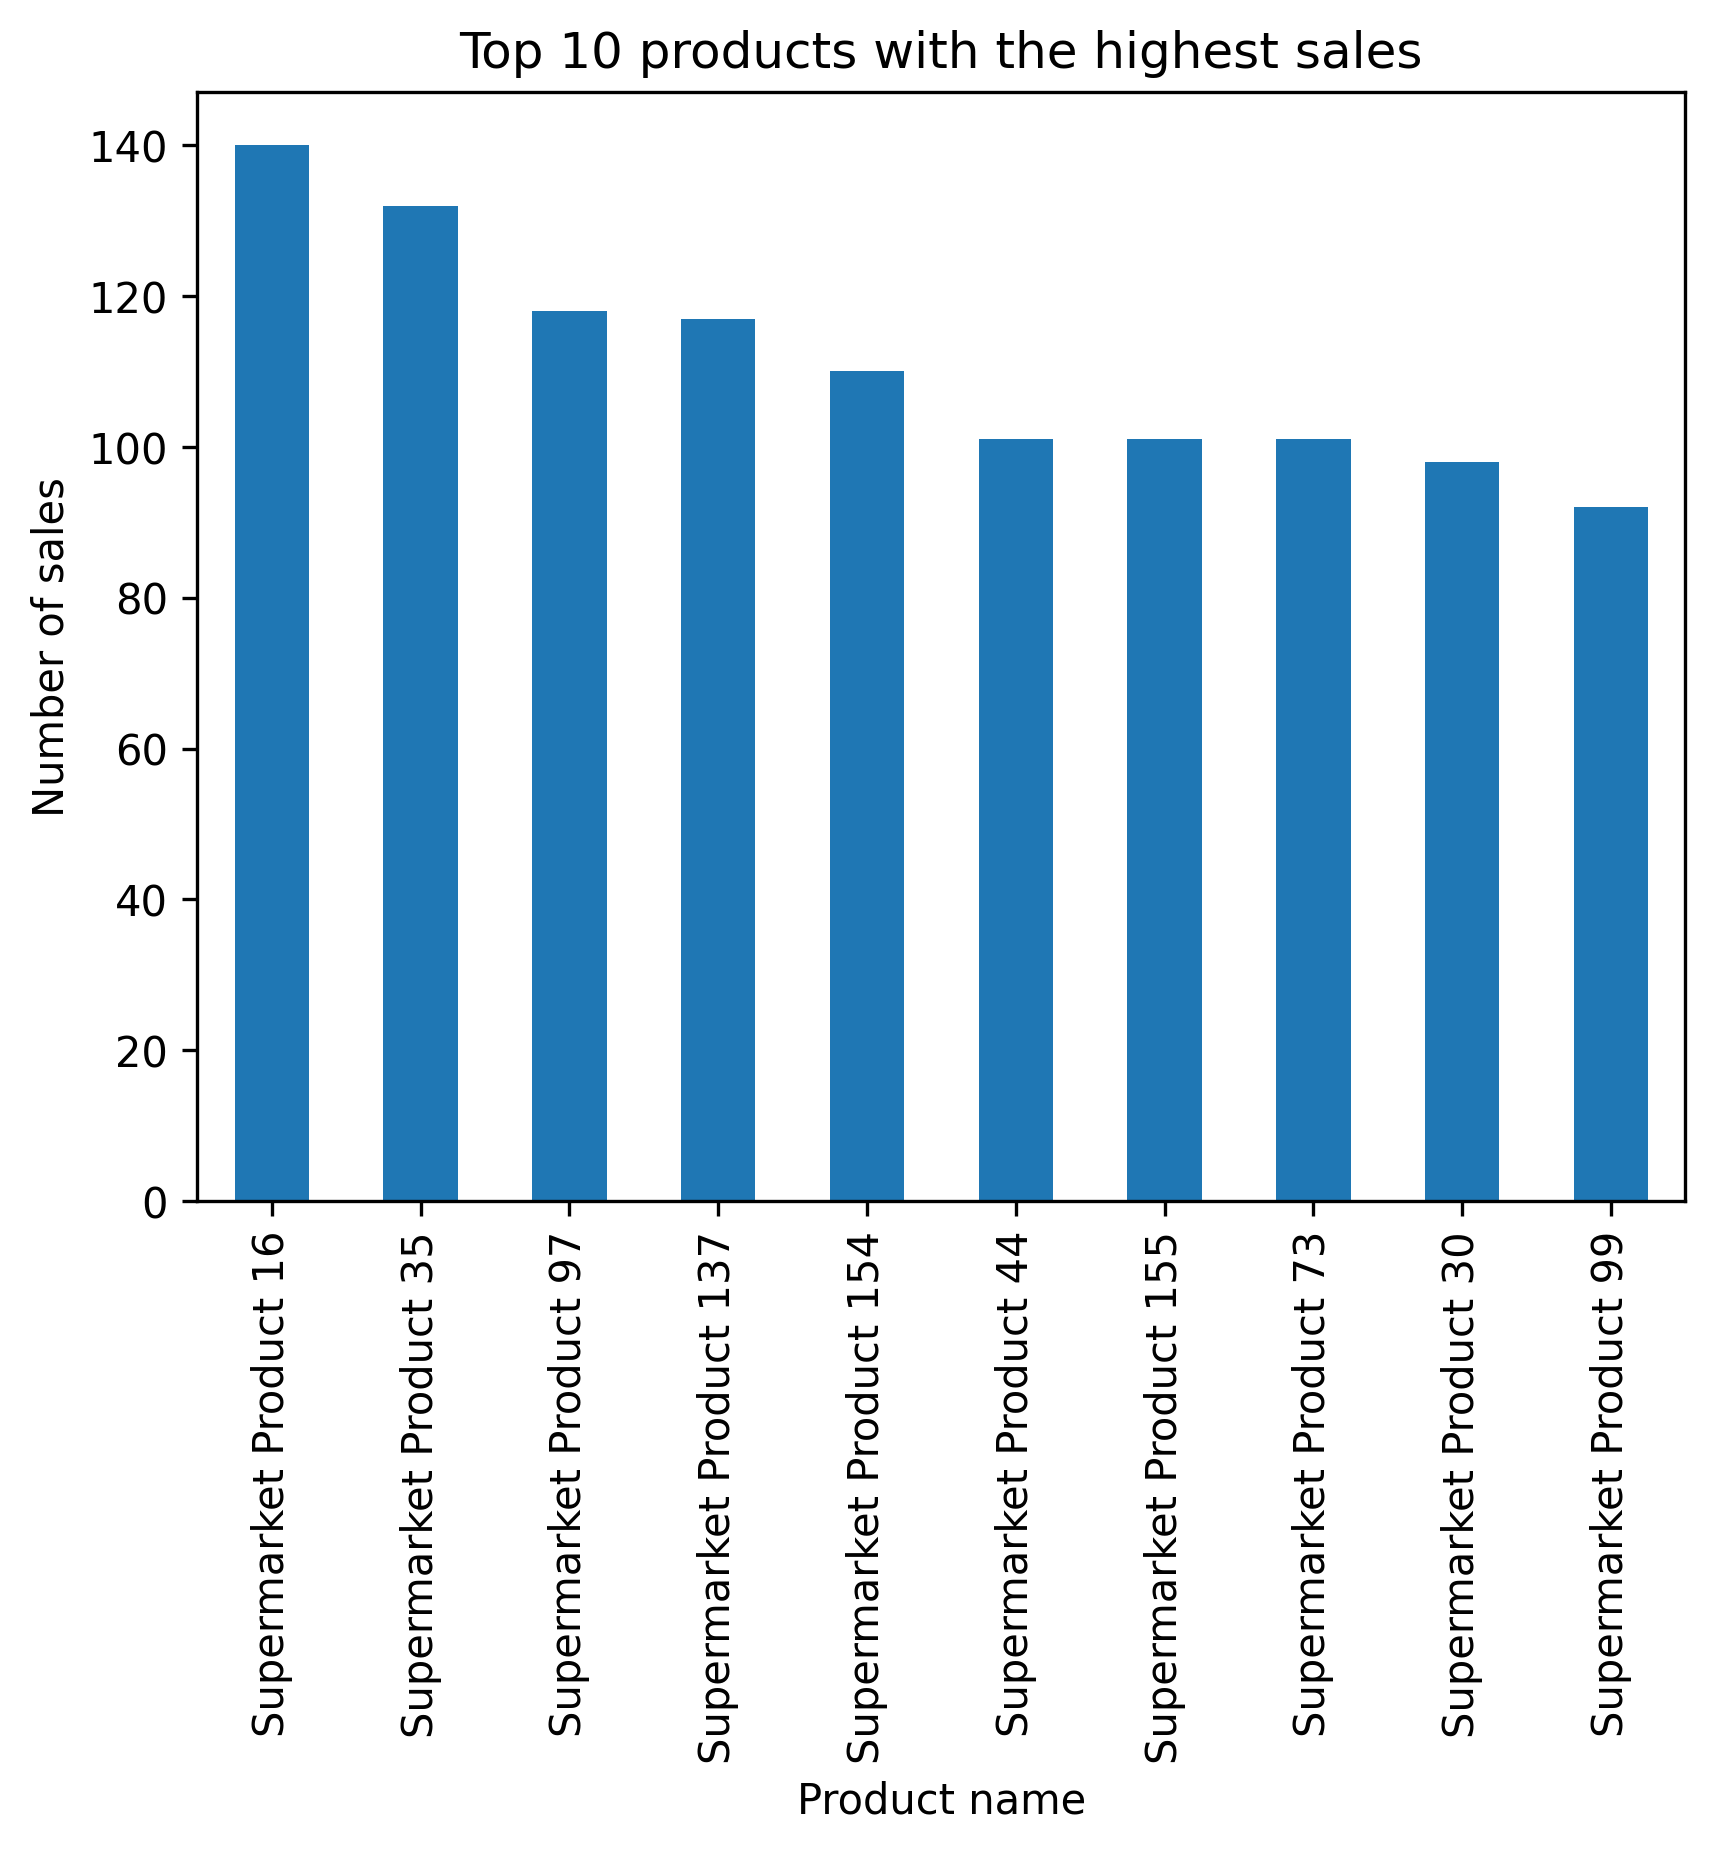 Top 10 products with the highest sales
Number of sales
140
120
100
80
60
40
20
0
Supermarket Product 16
Supermarket Product 35
Supermarket Product 97
Supermarket Product 137
Supermarket Product 154
Supermarket Product 44
Supermarket Product 155
Supermarket Product 73
Supermarket Product 30
Supermarket Product 99
Product name